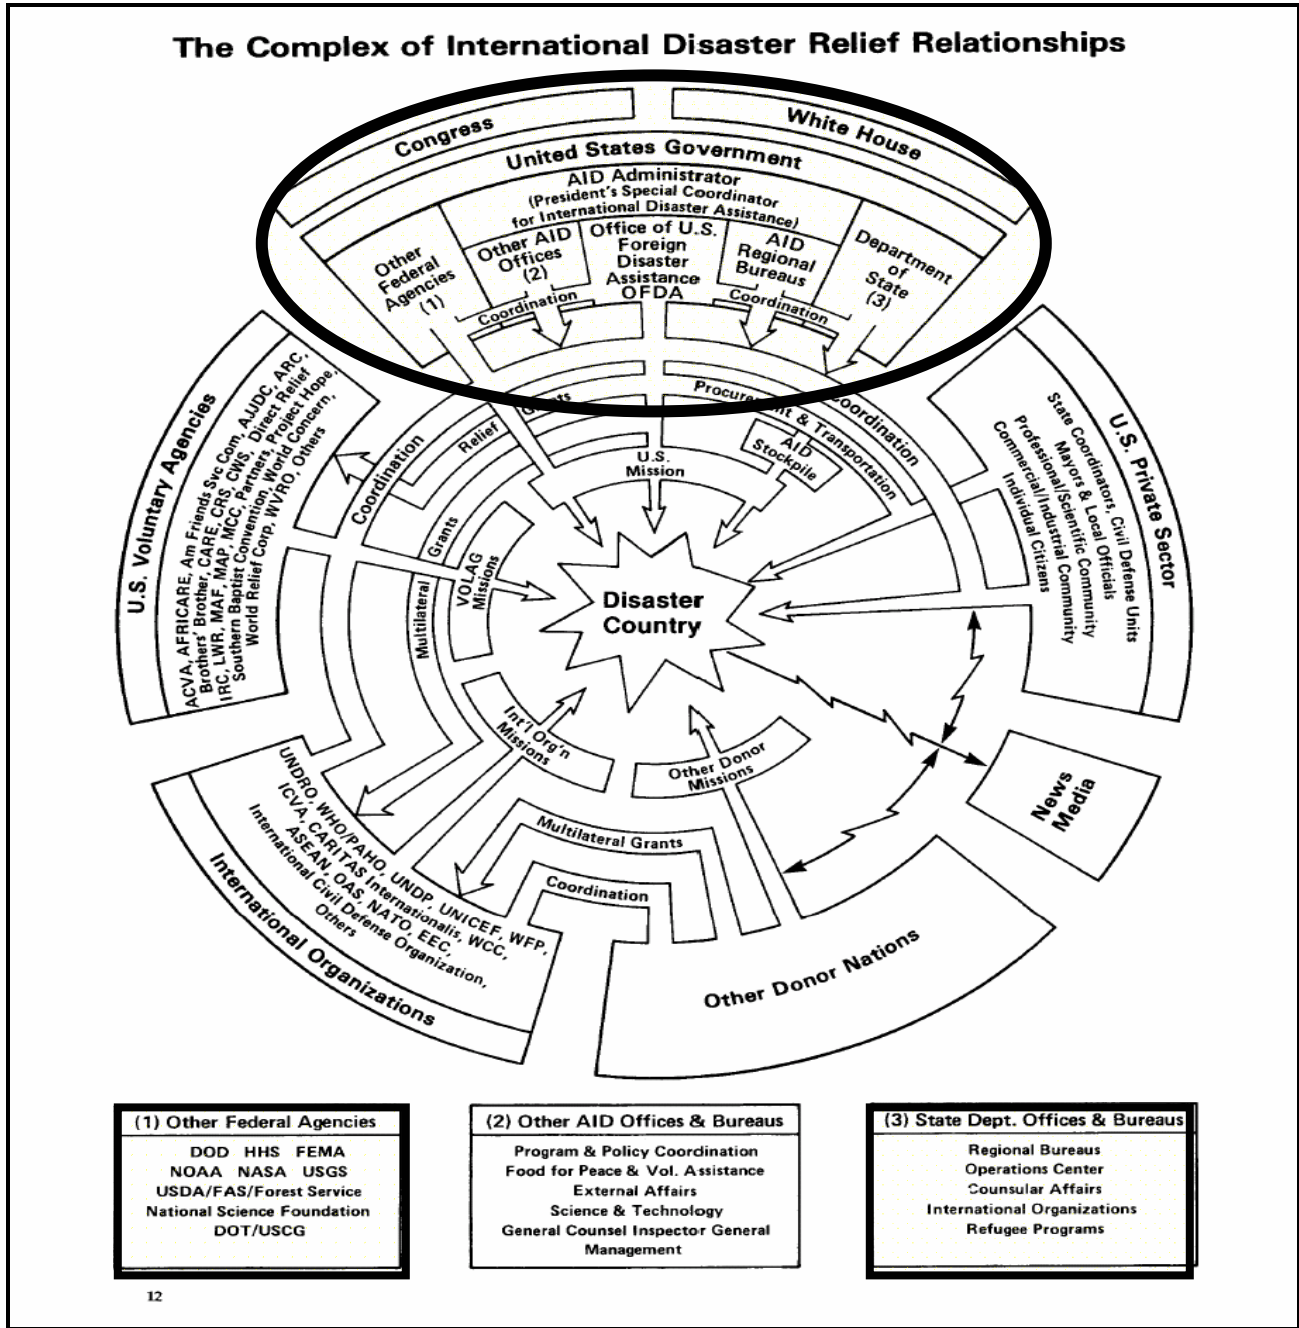 The Complex of International Disaster Relief Relationships
Congress
White House
United States Government
AID Administrator
(President's Special Coordinator
for International Disaster Assistance)
Other
Federal
Agencies
(1)
Other AID
Offices
(2)
Office of U.S.
Foreign
Disaster
Assistance
OFDA
AID
Regional
Bureaus
Department
of
State
(3)
Coordination
Coordination
U.S. Voluntary Agencies
ACVA, AFRICARE, Am Friends Svc Com, AJJDC, ARC,
Brothers' Brother, CARE, CRS, CWS, Direct Relief
IRC, LWR, MAF, MAP, MCC, Partners, Project Hope,
Southern Baptist Convention, World Concern,
World Relief Corp, WVRO, Others
Coordination
Relief
Grants
Grants
Multilateral
VOLAG
Missions
U.S.
Mission
Procurement & Transportation
AID
Stockpile
Coordination
U.S. Private Sector
State Coordinators, Civil Defense Units
Mayors & Local Officials
Professional/Scientific Community
Commercial/Industrial Community
Individual Citizens
Disaster
Country
Int'l Org'n
Missions
Other Donor
Missions
News
Media
Multilateral Grants
Coordination
UNDRO, WHO/PAHO, UNDP, UNICEF, WFP,
ICVA, CARITAS Internationalis, WCC,
ASEAN, OAS, NATO, EEC,
International Civil Defense Organization,
Others
International Organizations
Other Donor Nations
(1) Other Federal Agencies
DOD HHS FEMA
NOAA NASA USGS
USDA/FAS/Forest Service
National Science Foundation
DOT/USCG
(2) Other AID Offices & Bureaus
Program & Policy Coordination
Food for Peace & Vol. Assistance
External Affairs
Science & Technology
General Counsel Inspector General
Management
(3) State Dept. Offices & Bureaus
Regional Bureaus
Operations Center
Counsular Affairs
International Organizations
Refugee Programs
12